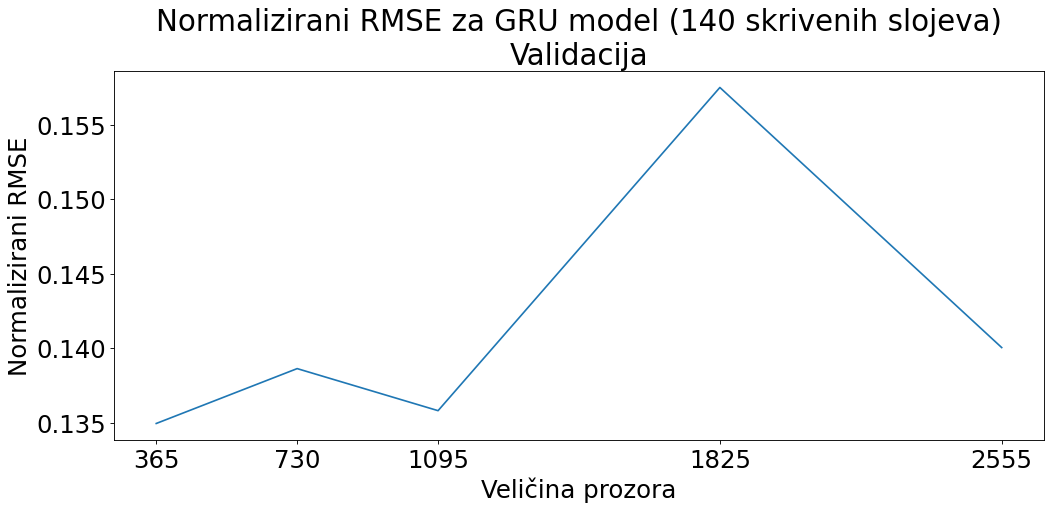 Normalizirani RMSE za GRU model (140 skrivenih slojeva)
Validacija
Normalizirani RMSE
0.155
0.150
0.145
0.140
0.135
365 730 1095 1825 2555
Veličina prozora